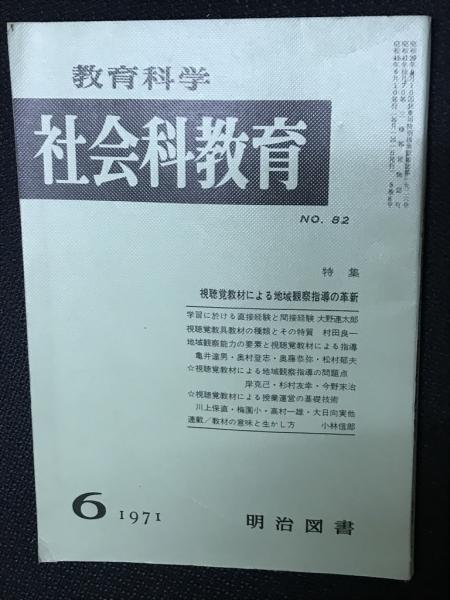 教育科学
社会科教育
NO. 82
特集
視聴覚教材による地域観察指導の革新
学習に於ける直接経験と間接経験 大野連太郎
視聴覚教具教材の種類とその特質 村田良一
地域観察能力の要素と視聴覚教材による指導
亀井達男・奥村登志・奥藤恭弥・松村郁夫
☆視聴覚教材による地域観察指導の問題点
岸克己・杉村友幸・今野末治
☆視聴覚教材による授業運営の基礎技術
川上保直・梅園小・高村一雄・大日向実他
連載/教材の意味と生かし方 小林信郎
6 1971
明治図書